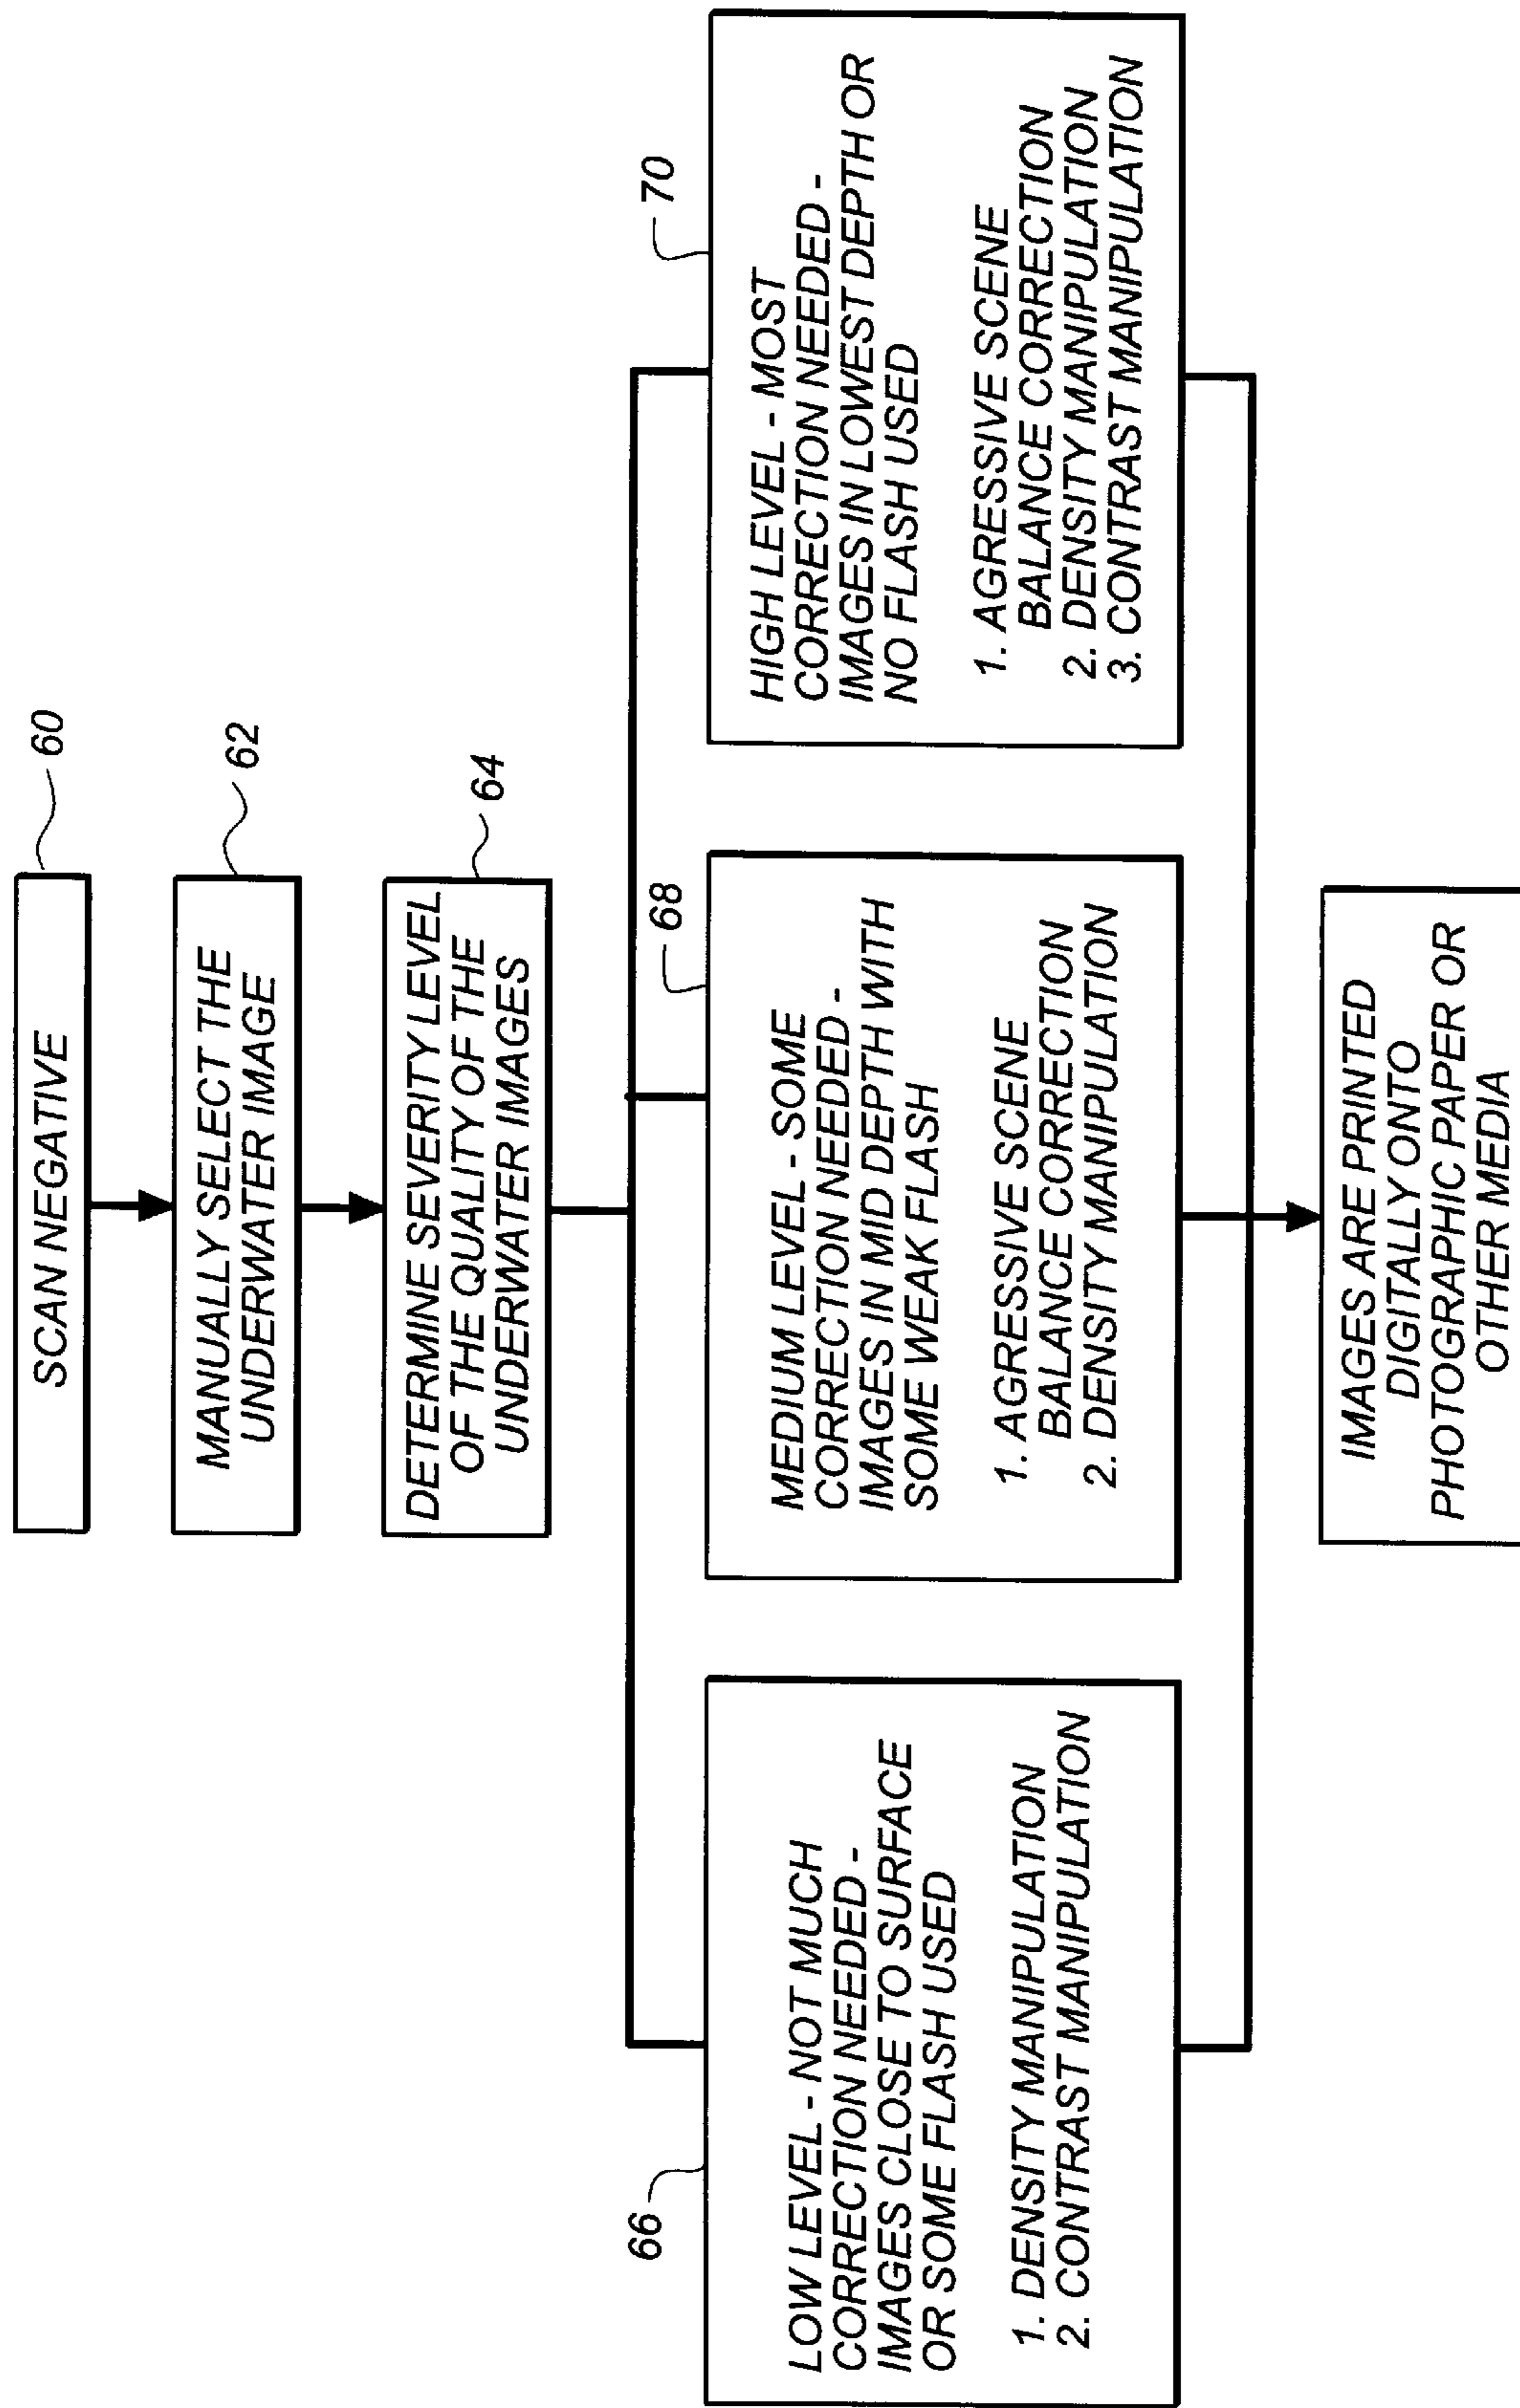 SCAN NEGATIVE
60
MANUALLY SELECT THE
UNDERWATER IMAGE
62
DETERMINE SEVERITY LEVEL
OF THE QUALITY OF THE
UNDERWATER IMAGES
64
66
LOW LEVEL - NOT MUCH
CORRECTION NEEDED -
IMAGES CLOSE TO SURFACE
OR SOME FLASH USED
1. DENSITY MANIPULATION
2. CONTRAST MANIPULATION
68
MEDIUM LEVEL - SOME
CORRECTION NEEDED -
IMAGES IN MID DEPTH WITH
SOME WEAK FLASH
1. AGRESSIVE SCENE
BALANCE CORRECTION
2. DENSITY MANIPULATION
70
HIGH LEVEL - MOST
CORRECTION NEEDED -
IMAGES IN LOWEST DEPTH OR
NO FLASH USED
1. AGRESSIVE SCENE
BALANCE CORRECTION
2. DENSITY MANIPULATION
3. CONTRAST MANIPULATION
IMAGES ARE PRINTED
DIGITALLY ONTO
PHOTOGRAPHIC PAPER OR
OTHER MEDIA